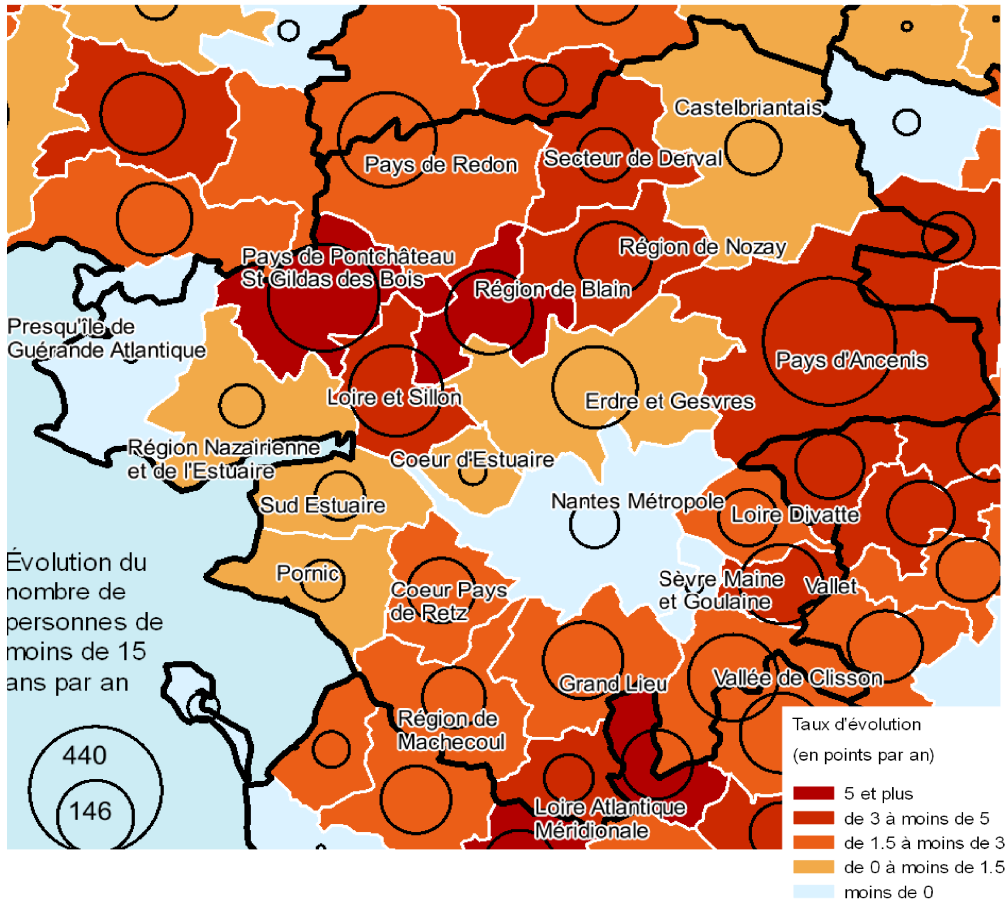 Castelbriantais
Pays de Redon
Secteur de Derval
Région de Nozay
Pays de Pontchâteau
St Gildas des Bois
Région de Blain
Presqu'île de
Guérande Atlantique
Pays d'Ancenis
Loire et Sillon
Erdre et Gesvres
Région Nazairienne
et de l'Estuaire
Coeur d'Estuaire
Sud Estuaire
Nantes Métropole
Loire Divatte
Évolution du
nombre de
personnes de
moins de 15
ans par an
Pornic
Coeur Pays
de Retz
Sèvre Maine
et Goulaine
Vallet
Grand Lieu
Vallée de Clisson
Région de
Machecoul
Loire Atlantique
Méridionale
440
146
Taux d'évolution
(en points par an)
5 et plus
de 3 à moins de 5
de 1.5 à moins de 3
de 0 à moins de 1.5
moins de 0